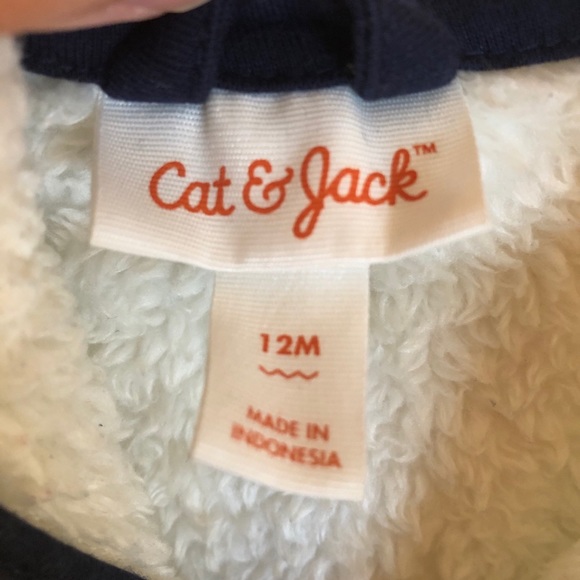 Cat & Jack™
12M
MADE IN
INDONESIA